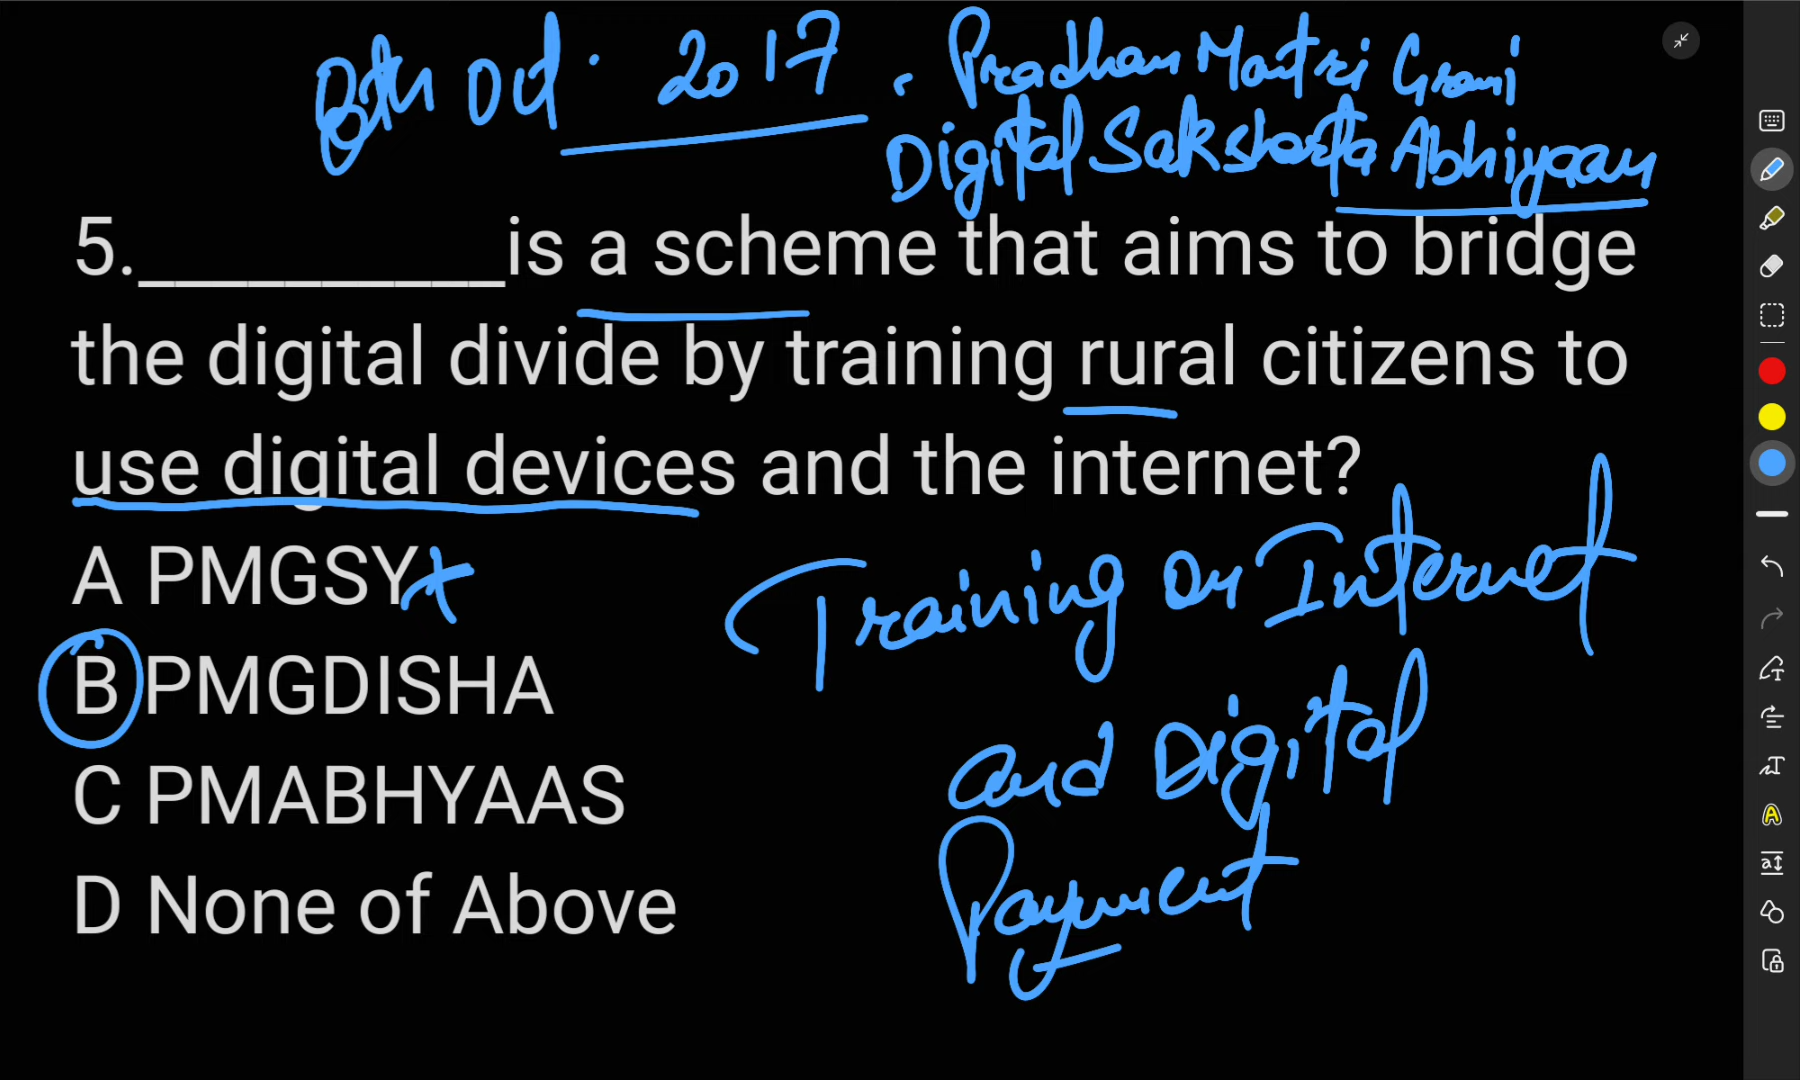 8th Oct. 2017. Pradhan Mantri Grami
Digital Saksharta Abhiyaan
5.__________is a scheme that aims to bridge
the digital divide by training rural citizens to
use digital devices and the internet?
A PMGSY x
B PMGDISHA
C PMABHYAAS
D None of Above
Training on Internet
and Digital
Payment